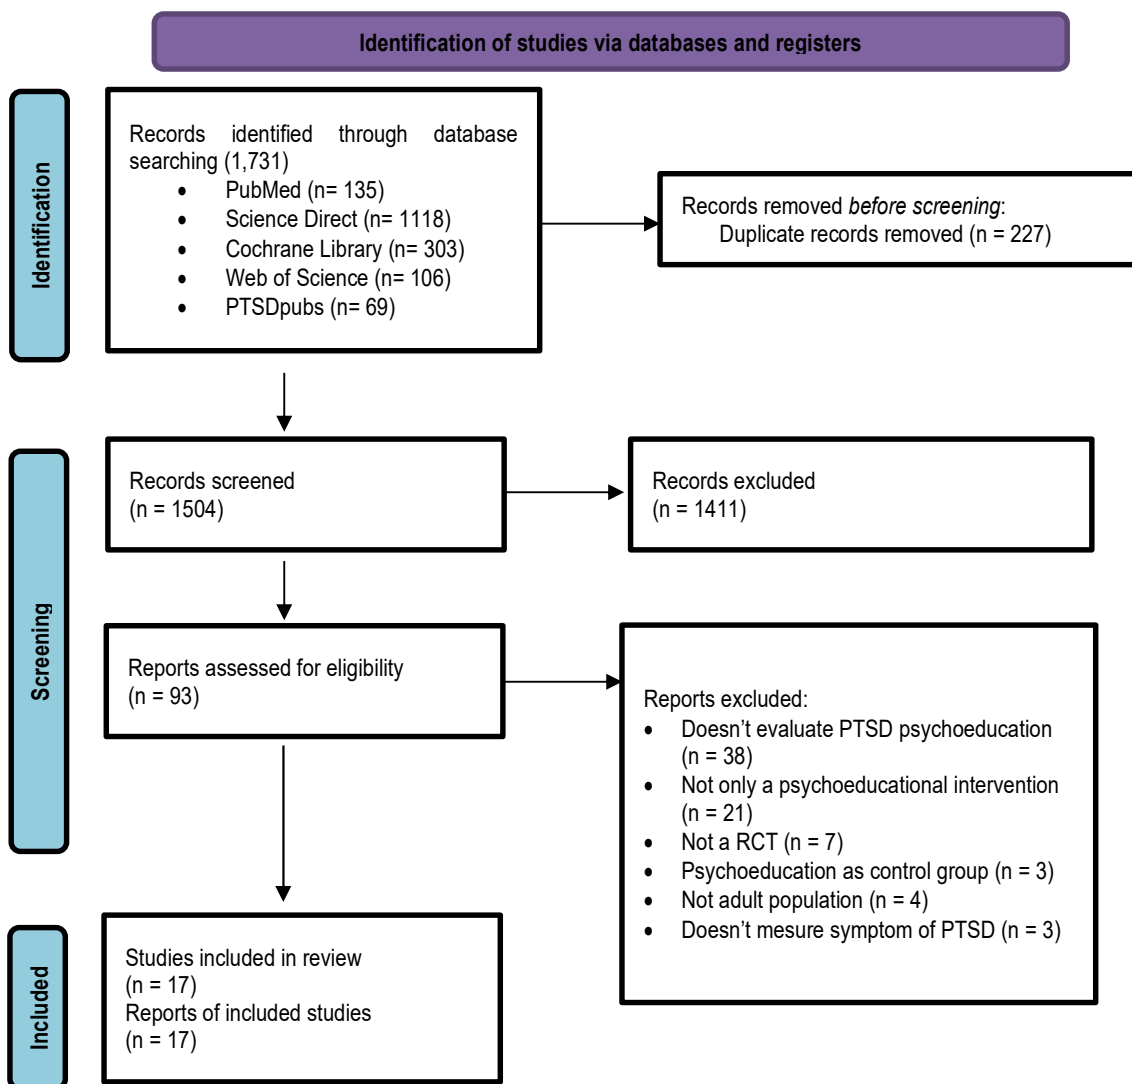 Identification of studies via databases and registers
Identification
Records identified through database
searching (1,731)
• PubMed (n= 135)
• Science Direct (n= 1118)
• Cochrane Library (n= 303)
• Web of Science (n= 106)
• PTSDpubs (n= 69)
Records removed before screening:
Duplicate records removed (n = 227)
Screening
Records screened
(n = 1504)
Records excluded
(n = 1411)
Reports assessed for eligibility
(n = 93)
Reports excluded:
• Doesn’t evaluate PTSD psychoeducation
(n = 38)
• Not only a psychoeducational intervention
(n = 21)
• Not a RCT (n = 7)
• Psychoeducation as control group (n = 3)
• Not adult population (n = 4)
• Doesn’t mesure symptom of PTSD (n = 3)
Included
Studies included in review
(n = 17)
Reports of included studies
(n = 17)